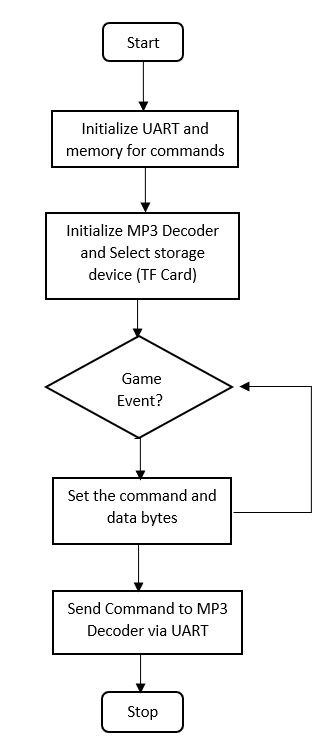 Start
Initialize UART and
memory for commands
Initialize MP3 Decoder
and Select storage
device (TF Card)
Game
Event?
Set the command and
data bytes
Send Command to MP3
Decoder via UART
Stop